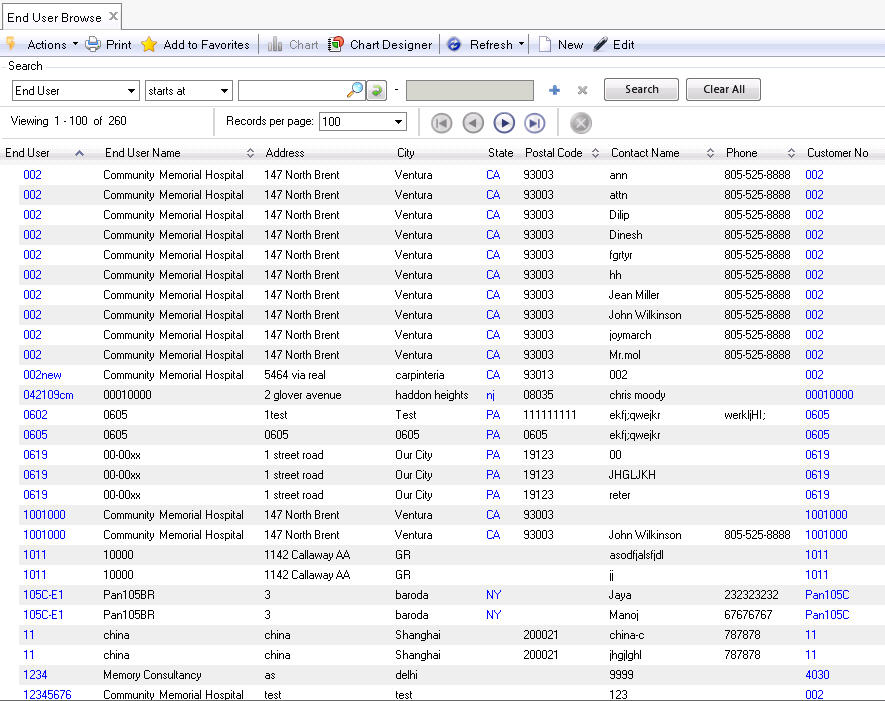 End User Browse
Actions Print Add to Favorites Chart Chart Designer Refresh New Edit
Search
End User starts at - Search Clear All
Viewing 1 - 100 of 260 Records per page: 100
End User End User Name Address City State Postal Code Contact Name Phone Customer No
002 Community Memorial Hospital 147 North Brent Ventura CA 93003 ann 805-525-8888 002
002 Community Memorial Hospital 147 North Brent Ventura CA 93003 attn 805-525-8888 002
002 Community Memorial Hospital 147 North Brent Ventura CA 93003 Dilip 805-525-8888 002
002 Community Memorial Hospital 147 North Brent Ventura CA 93003 Dinesh 805-525-8888 002
002 Community Memorial Hospital 147 North Brent Ventura CA 93003 fgrtyr 805-525-8888 002
002 Community Memorial Hospital 147 North Brent Ventura CA 93003 hh 805-525-8888 002
002 Community Memorial Hospital 147 North Brent Ventura CA 93003 Jean Miller 805-525-8888 002
002 Community Memorial Hospital 147 North Brent Ventura CA 93003 John Wilkinson 805-525-8888 002
002 Community Memorial Hospital 147 North Brent Ventura CA 93003 joymarch 805-525-8888 002
002 Community Memorial Hospital 147 North Brent Ventura CA 93003 Mr.mol 805-525-8888 002
002new Community Memorial Hospital 5464 via real carpinteria CA 93013 002 002
042109cm 00010000 2 glover avenue haddon heights nj 08035 chris moody 00010000
0602 0605 1test Test PA 111111111 ekfj;qwejkr werkljHl; 0605
0605 0605 0605 0605 PA 0605 ekfj;qwejkr 0605
0619 00-00xx 1 street road Our City PA 19123 00 0619
0619 00-00xx 1 street road Our City PA 19123 JHGLJKH 0619
0619 00-00xx 1 street road Our City PA 19123 reter 0619
1001000 Community Memorial Hospital 147 North Brent Ventura CA 93003 1001000
1001000 Community Memorial Hospital 147 North Brent Ventura CA 93003 John Wilkinson 805-525-8888 1001000
1011 10000 1142 Callaway AA GR asodfjalsfjdl 1011
1011 10000 1142 Callaway AA GR jj 1011
105C-E1 Pan105BR 3 baroda NY Jaya 232323232 Pan105C
105C-E1 Pan105BR 3 baroda NY Manoj 67676767 Pan105C
11 china china Shanghai 200021 china-c 787878 11
11 china china Shanghai 200021 jhgjlghl 787878 11
1234 Memory Consultancy as delhi 9999 4030
12345676 Community Memorial Hospital test test 123 002